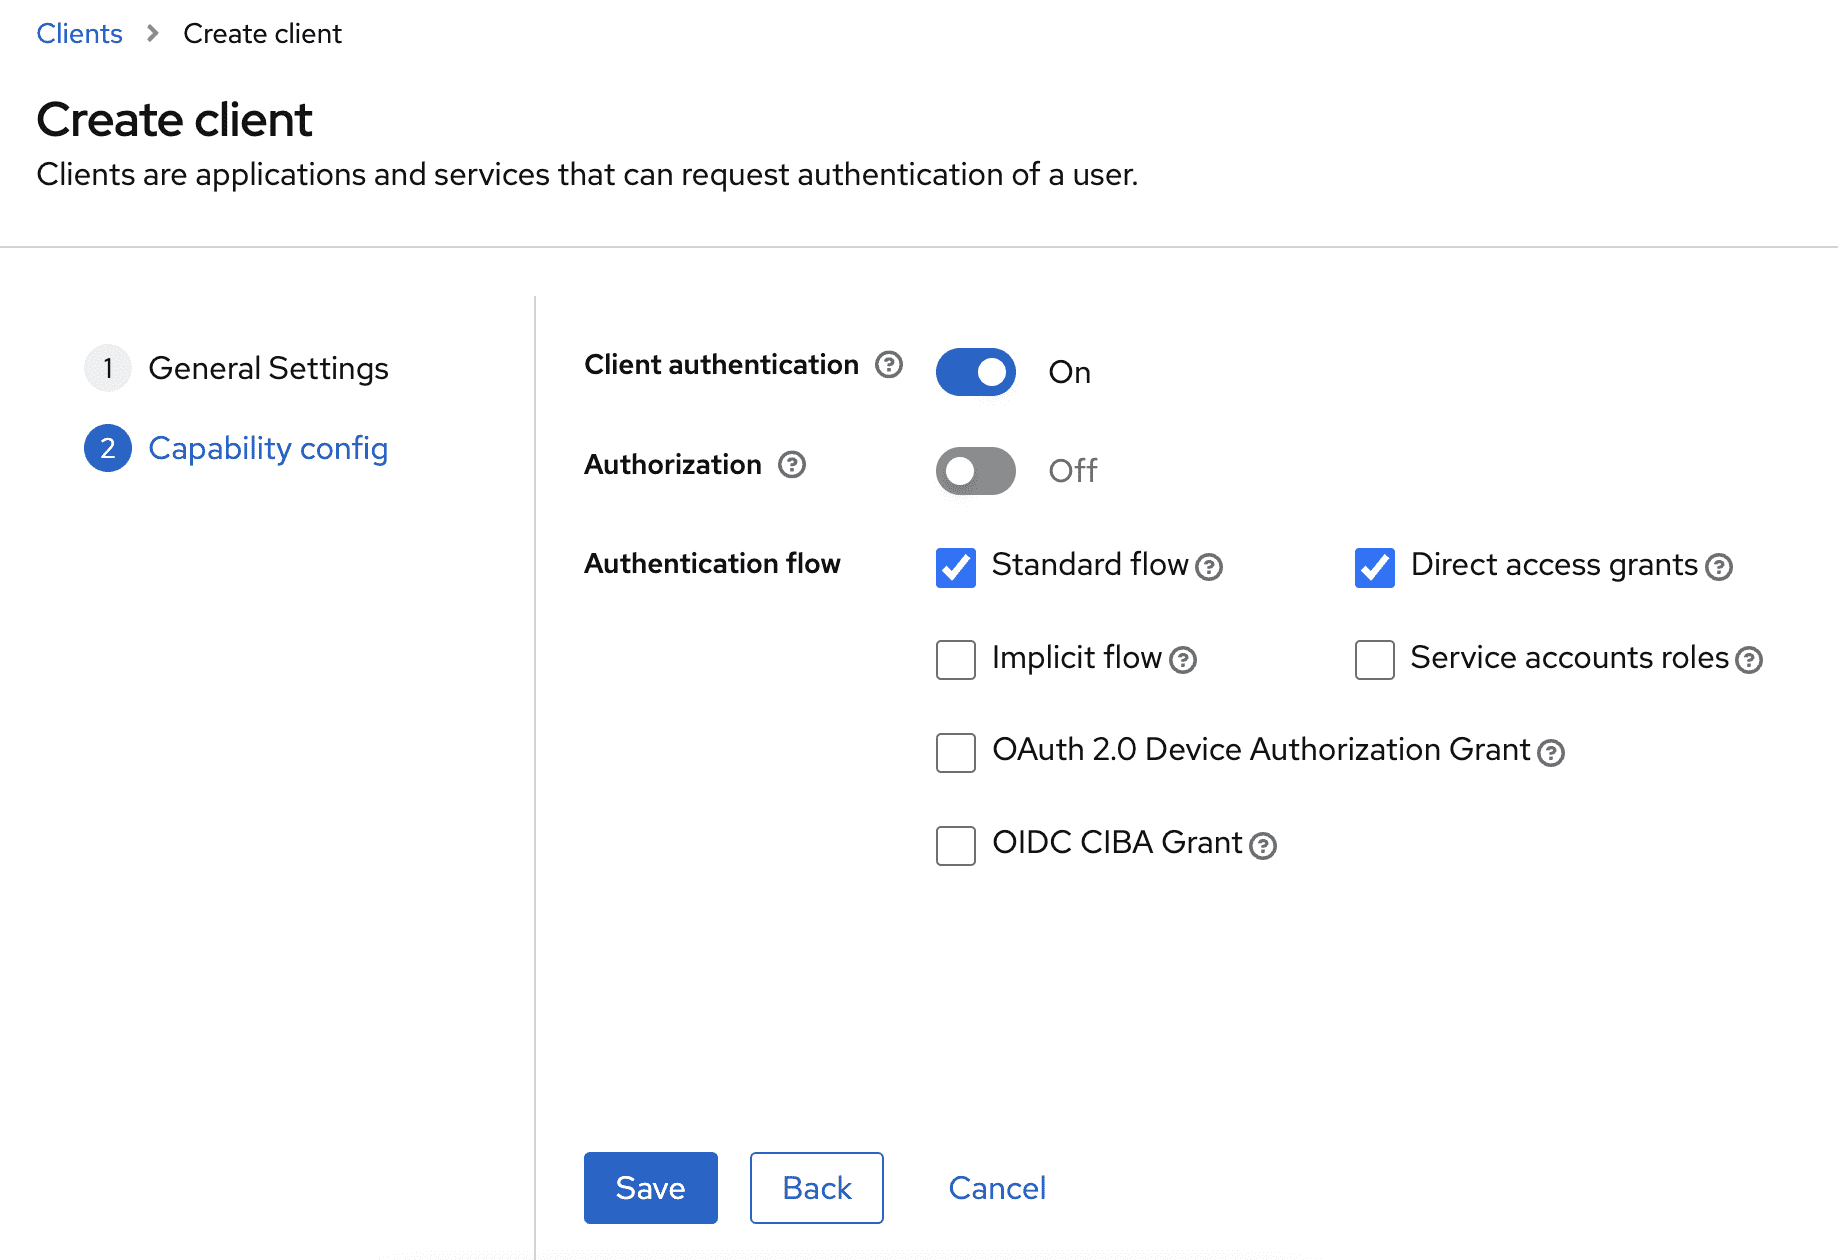 Clients > Create client
Create client
Clients are applications and services that can request authentication of a user.
1 General Settings
2 Capability config
Client authentication ? On
Authorization ? Off
Authentication flow
Standard flow ? Direct access grants ?
Implicit flow ? Service accounts roles ?
OAuth 2.0 Device Authorization Grant ?
OIDC CIBA Grant ?
Save Back Cancel